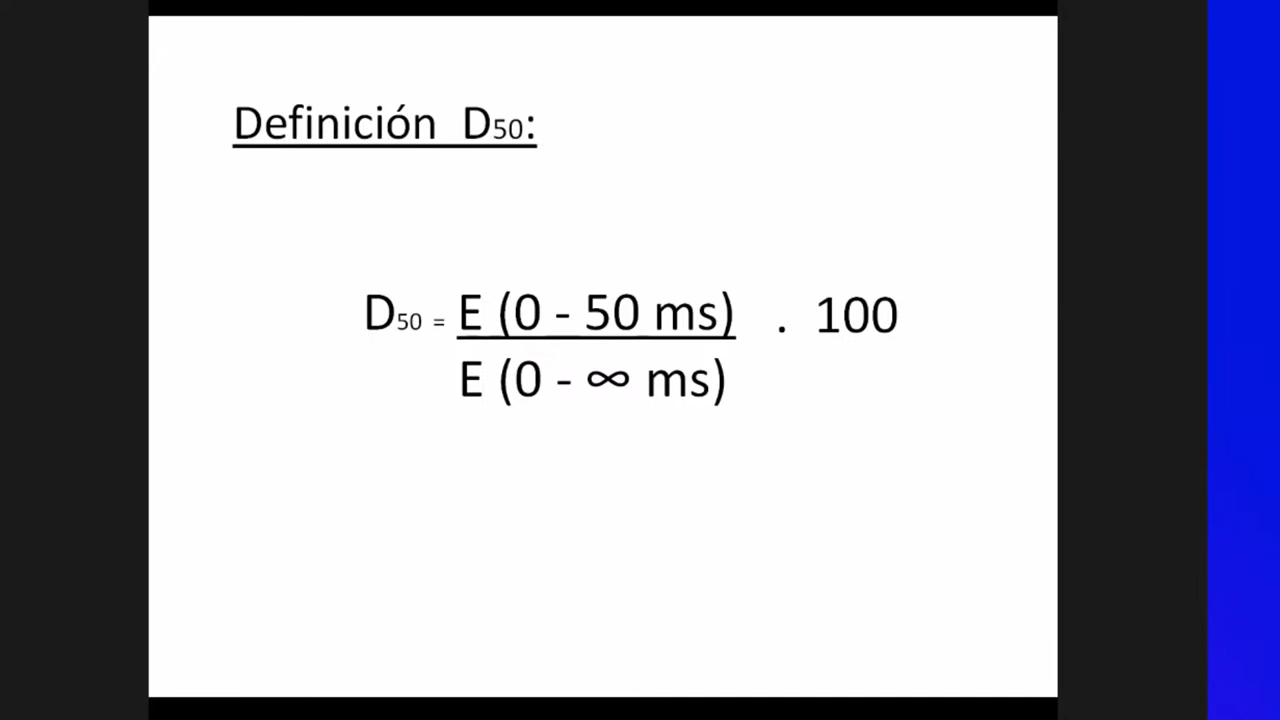 Definición D50:
D50 = E (0 - 50 ms) . 100
E (0 - ∞ ms)